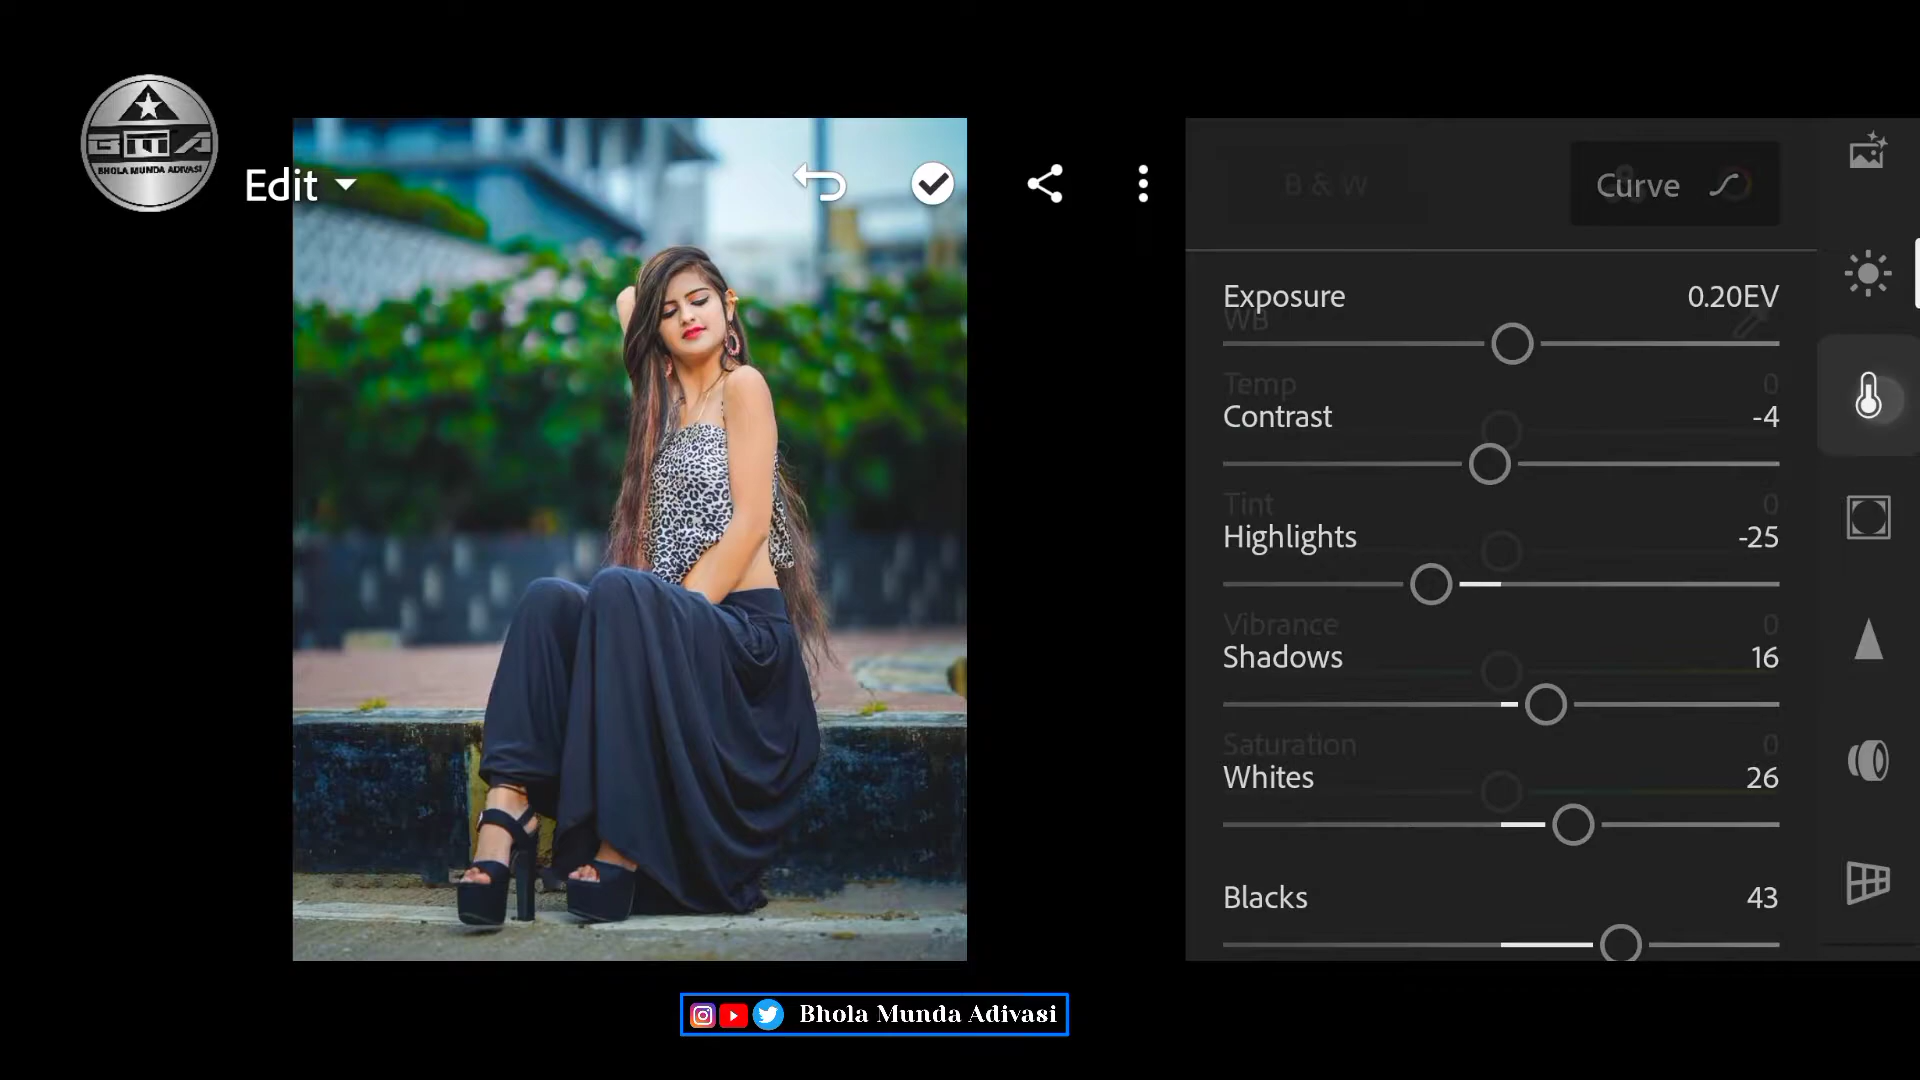 BHOLA MUNDA ADIVASI
Edit
B & W
Curve
Exposure 0.20EV
WB
Temp 0
Contrast -4
Tint 0
Highlights -25
Vibrance 0
Shadows 16
Saturation 0
Whites 26
Blacks 43
Bhola Munda Adivasi